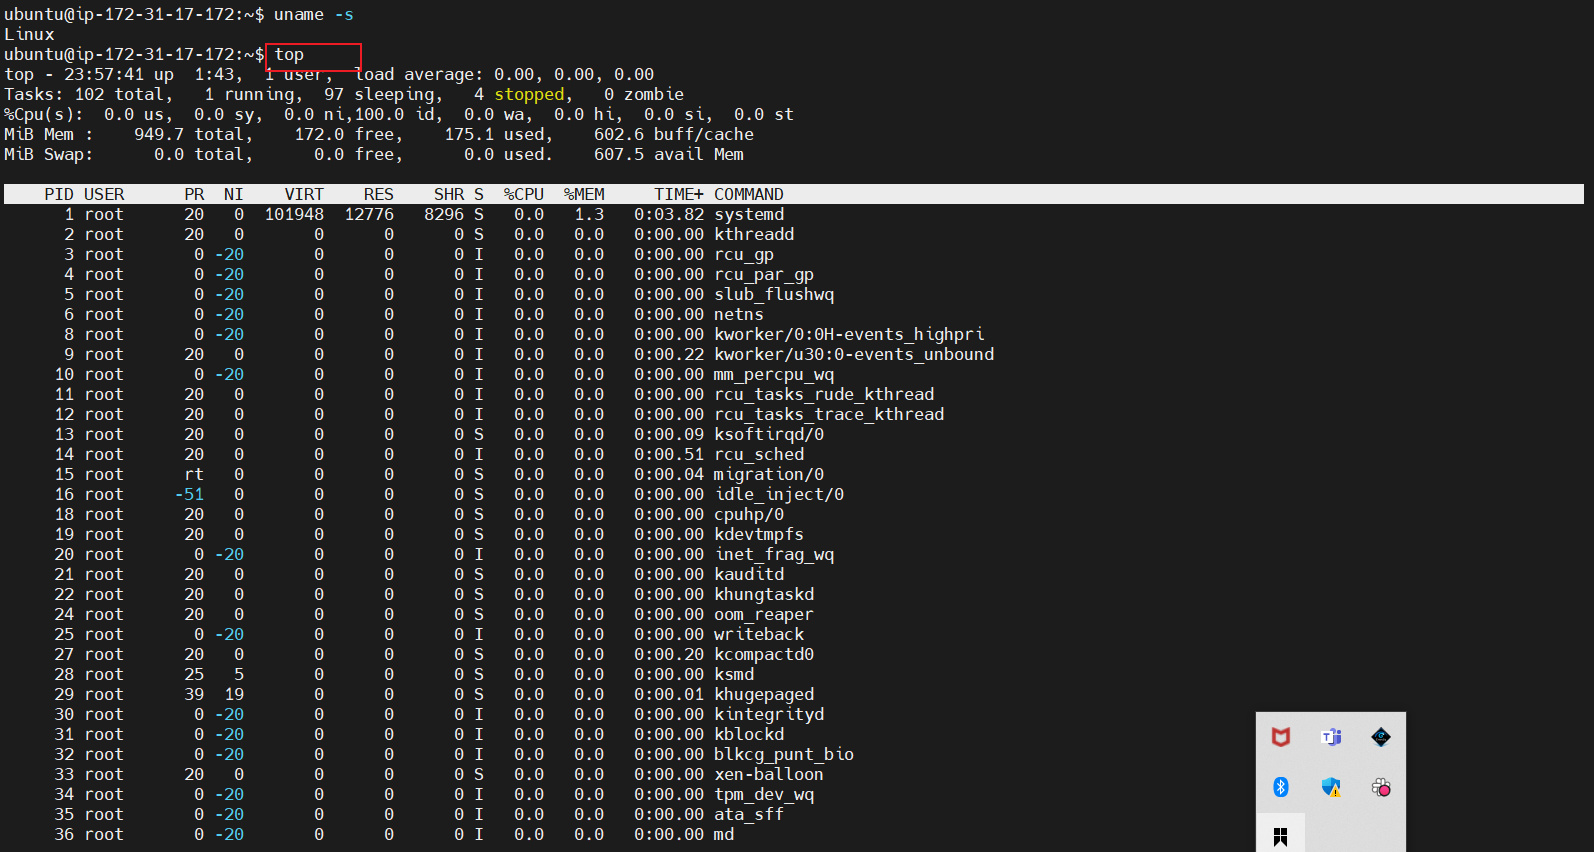 ubuntu@ip-172-31-17-172:~$ uname -s
Linux
ubuntu@ip-172-31-17-172:~$ top
top - 23:57:41 up  1:43,  1 user,  load average: 0.00, 0.00, 0.00
Tasks: 102 total,   1 running,  97 sleeping,   4 stopped,   0 zombie
%Cpu(s):  0.0 us,  0.0 sy,  0.0 ni,100.0 id,  0.0 wa,  0.0 hi,  0.0 si,  0.0 st
MiB Mem :    949.7 total,    172.0 free,    175.1 used,    602.6 buff/cache
MiB Swap:      0.0 total,      0.0 free,      0.0 used.    607.5 avail Mem
PID USER      PR  NI    VIRT    RES    SHR S  %CPU  %MEM     TIME+ COMMAND
1 root      20   0  101948  12776   8296 S   0.0   1.3   0:03.82 systemd
2 root      20   0       0      0      0 S   0.0   0.0   0:00.00 kthreadd
3 root       0 -20       0      0      0 I   0.0   0.0   0:00.00 rcu_gp
4 root       0 -20       0      0      0 I   0.0   0.0   0:00.00 rcu_par_gp
5 root       0 -20       0      0      0 I   0.0   0.0   0:00.00 slub_flushwq
6 root       0 -20       0      0      0 I   0.0   0.0   0:00.00 netns
8 root       0 -20       0      0      0 I   0.0   0.0   0:00.00 kworker/0:0H-events_highpri
9 root      20   0       0      0      0 I   0.0   0.0   0:00.22 kworker/u30:0-events_unbound
10 root       0 -20       0      0      0 I   0.0   0.0   0:00.00 mm_percpu_wq
11 root      20   0       0      0      0 I   0.0   0.0   0:00.00 rcu_tasks_rude_kthread
12 root      20   0       0      0      0 I   0.0   0.0   0:00.00 rcu_tasks_trace_kthread
13 root      20   0       0      0      0 S   0.0   0.0   0:00.09 ksoftirqd/0
14 root      20   0       0      0      0 I   0.0   0.0   0:00.51 rcu_sched
15 root      rt   0       0      0      0 S   0.0   0.0   0:00.04 migration/0
16 root     -51   0       0      0      0 S   0.0   0.0   0:00.00 idle_inject/0
18 root      20   0       0      0      0 S   0.0   0.0   0:00.00 cpuhp/0
19 root      20   0       0      0      0 S   0.0   0.0   0:00.00 kdevtmpfs
20 root       0 -20       0      0      0 I   0.0   0.0   0:00.00 inet_frag_wq
21 root      20   0       0      0      0 S   0.0   0.0   0:00.00 kauditd
22 root      20   0       0      0      0 S   0.0   0.0   0:00.00 khungtaskd
24 root      20   0       0      0      0 S   0.0   0.0   0:00.00 oom_reaper
25 root       0 -20       0      0      0 I   0.0   0.0   0:00.00 writeback
27 root      20   0       0      0      0 S   0.0   0.0   0:00.20 kcompactd0
28 root      25   5       0      0      0 S   0.0   0.0   0:00.00 ksmd
29 root      39  19       0      0      0 S   0.0   0.0   0:00.01 khugepaged
30 root       0 -20       0      0      0 I   0.0   0.0   0:00.00 kintegrityd
31 root       0 -20       0      0      0 I   0.0   0.0   0:00.00 kblockd
32 root       0 -20       0      0      0 I   0.0   0.0   0:00.00 blkcg_punt_bio
33 root      20   0       0      0      0 S   0.0   0.0   0:00.00 xen-balloon
34 root       0 -20       0      0      0 I   0.0   0.0   0:00.00 tpm_dev_wq
35 root       0 -20       0      0      0 I   0.0   0.0   0:00.00 ata_sff
36 root       0 -20       0      0      0 I   0.0   0.0   0:00.00 md